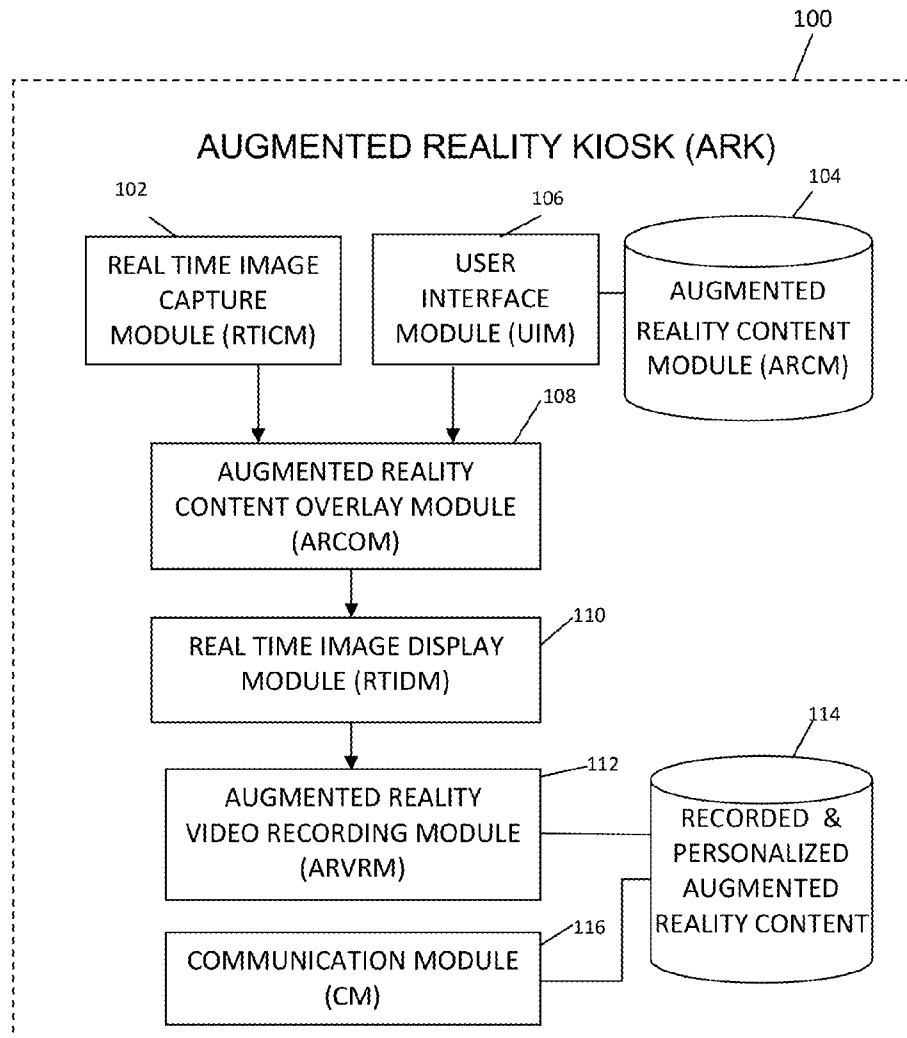 100
AUGMENTED REALITY KIOSK (ARK)
102
REAL TIME IMAGE
CAPTURE
MODULE (RTICM)
106
USER
INTERFACE
MODULE (UIM)
104
AUGMENTED
REALITY CONTENT
MODULE (ARCM)
108
AUGMENTED REALITY
CONTENT OVERLAY MODULE
(ARCOM)
110
REAL TIME IMAGE DISPLAY
MODULE (RTIDM)
112
AUGMENTED REALITY
VIDEO RECORDING MODULE
(ARVRM)
114
RECORDED &
PERSONALIZED
AUGMENTED
REALITY CONTENT
116
COMMUNICATION MODULE
(CM)